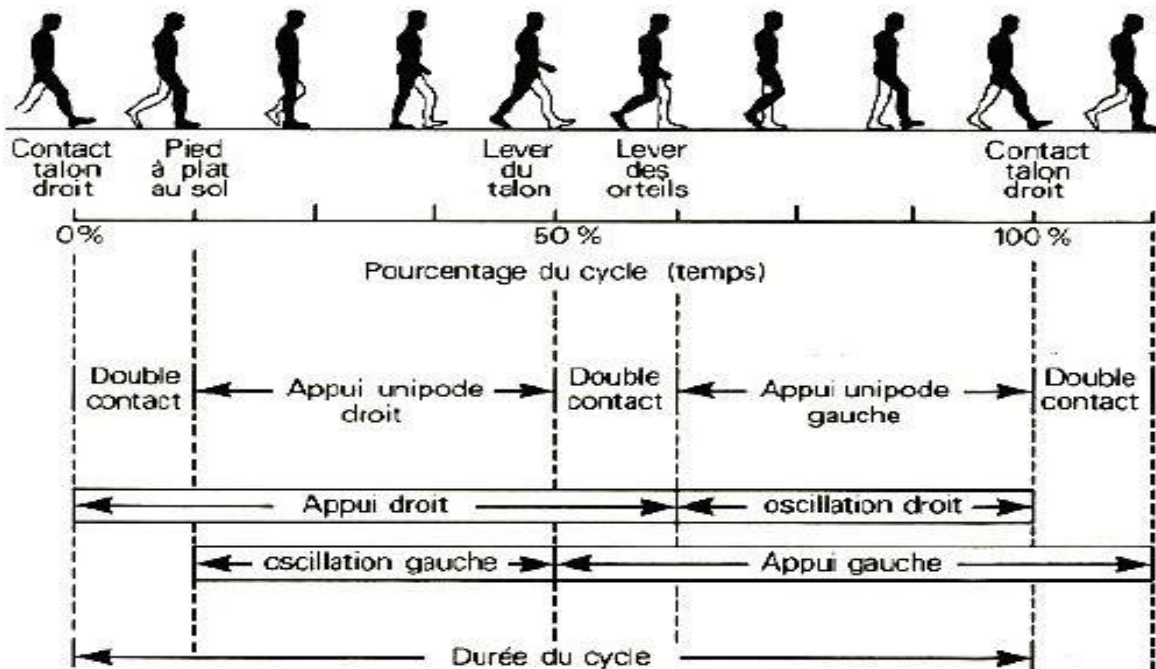 Contact
talon
droit
Pied
à plat
au sol
Lever
du
talon
Lever
des
orteils
Contact
talon
droit
0%
50 %
100 %
Pourcentage du cycle (temps)
Double
contact
Appui unipode
droit
Double
contact
Appui unipode
gauche
Double
contact
Appui droit
oscillation droit
oscillation gauche
Appui gauche
Durée du cycle